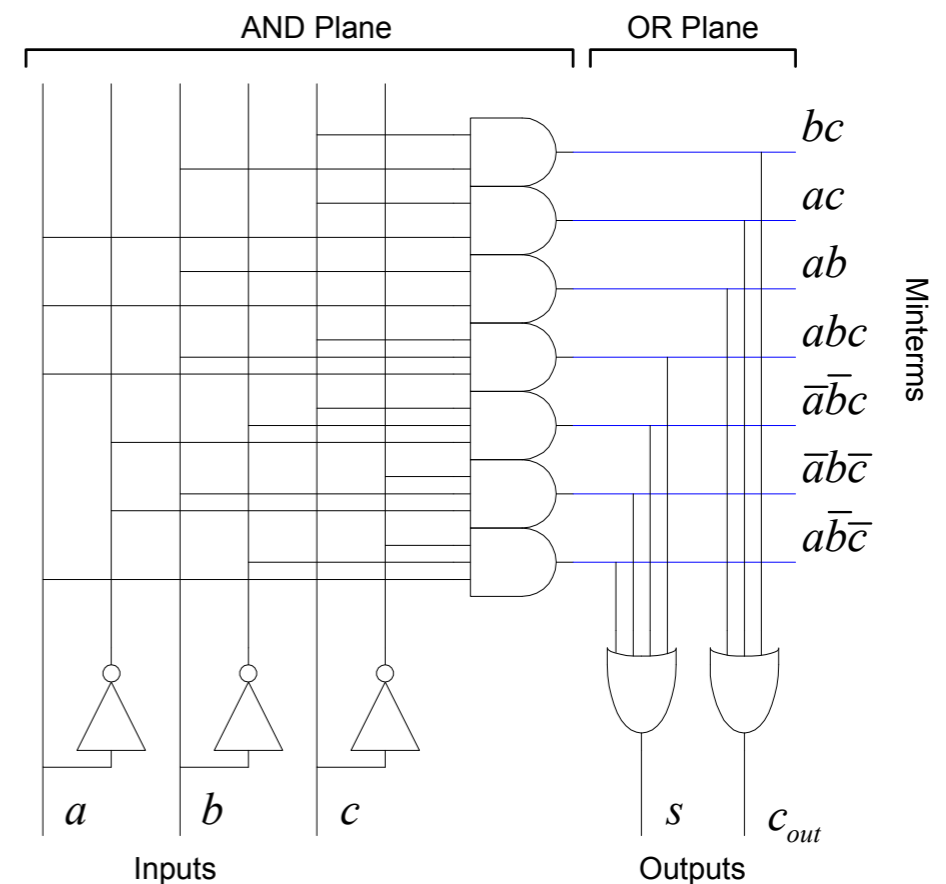 AND Plane OR Plane
bc
ac
ab
abc
a̅b̅c
a̅bc̅
ab̅c̅
Minterms
a b c s c_out
Inputs Outputs